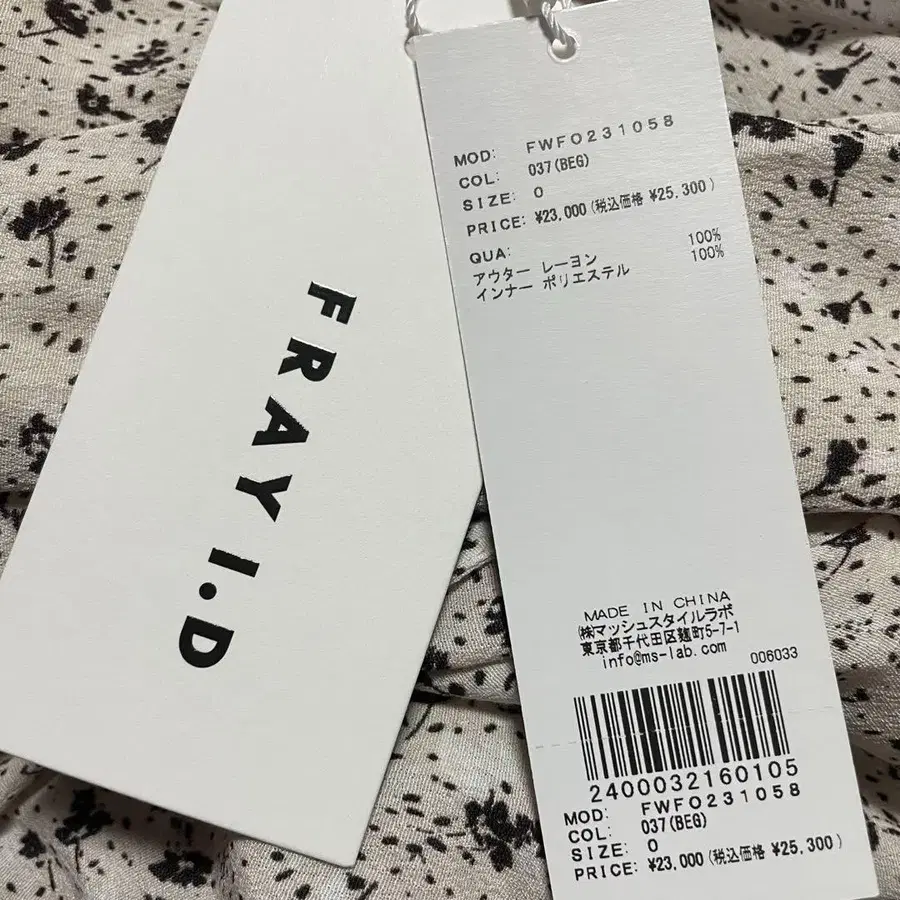 FRAY I.D
MOD: FWFO231058
COL: 037(BEG)
SIZE: 0
PRICE: ¥23,000(税込価格 ¥25,300)
QUA:
アウター レーヨン 100%
インナー ポリエステル 100%
MADE IN CHINA
㈱マッシュスタイルラボ
東京都千代田区麹町5-7-1
info@ms-lab.com
006033
2400032160105
MOD: FWFO231058
COL: 037(BEG)
SIZE: 0
PRICE: ¥23,000(税込価格 ¥25,300)